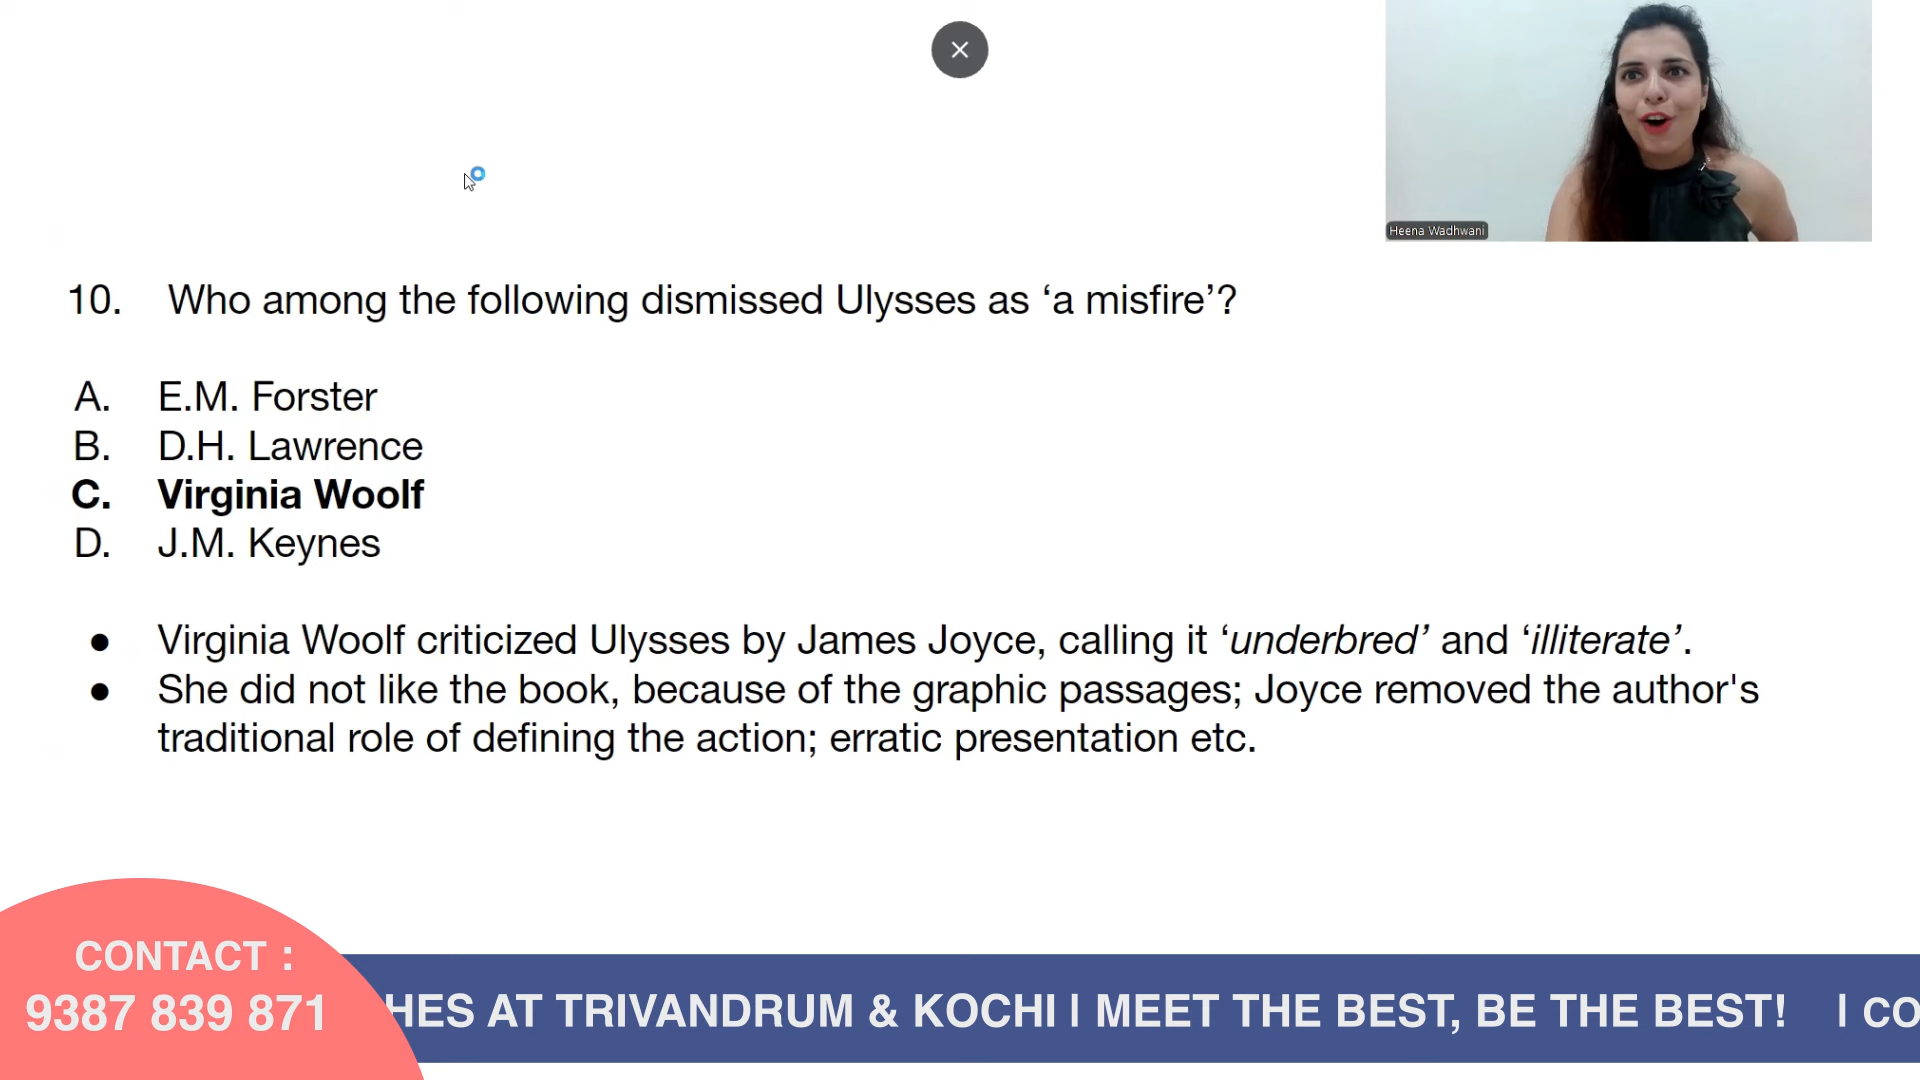 Heena Wadhwani
10. Who among the following dismissed Ulysses as ‘a misfire’?
A. E.M. Forster
B. D.H. Lawrence
C. Virginia Woolf
D. J.M. Keynes
● Virginia Woolf criticized Ulysses by James Joyce, calling it ‘underbred’ and ‘illiterate’.
● She did not like the book, because of the graphic passages; Joyce removed the author's
traditional role of defining the action; erratic presentation etc.
CONTACT :
9387 839 871
HES AT TRIVANDRUM & KOCHI | MEET THE BEST, BE THE BEST! | CO